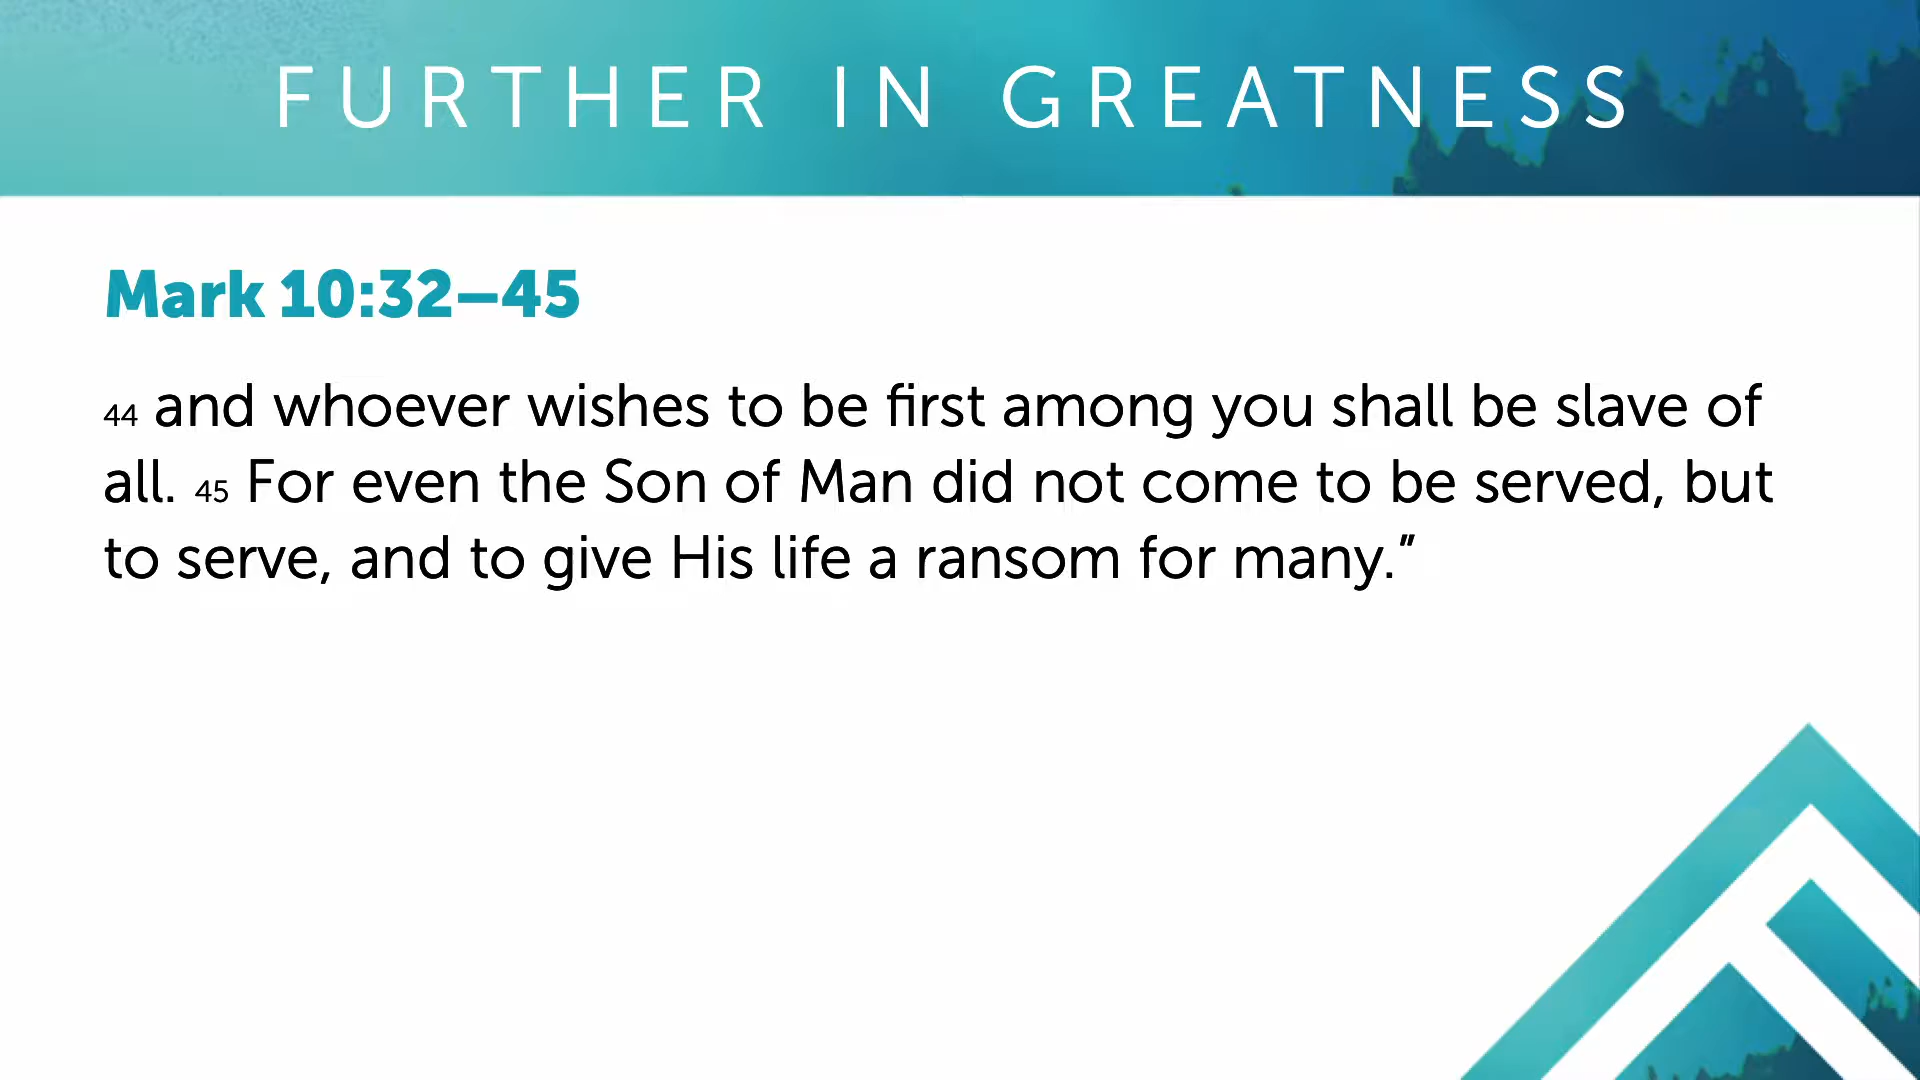 FURTHER IN GREATNESS
Mark 10:32–45
44 and whoever wishes to be first among you shall be slave of
all. 45 For even the Son of Man did not come to be served, but
to serve, and to give His life a ransom for many.”